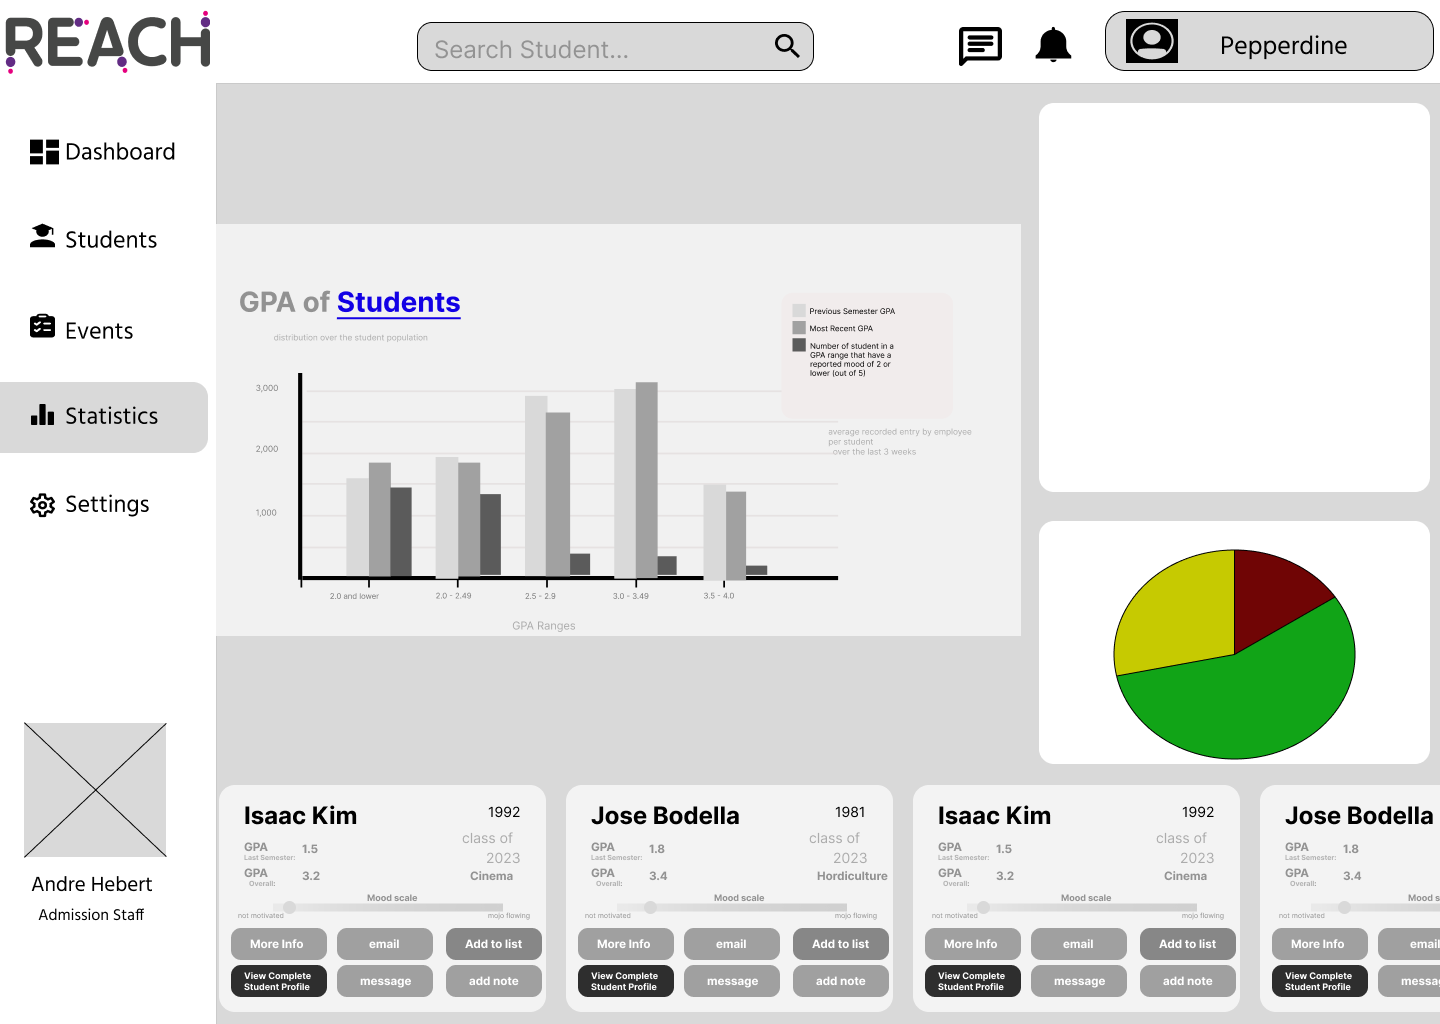 REACH
Search Student...
Pepperdine
Dashboard
Students
Events
Statistics
Settings
Andre Hebert
Admission Staff
GPA of Students
distribution over the student population
Previous Semester GPA
Most Recent GPA
Number of student in a
GPA range that have a
reported mood of 2 or
lower (out of 5)
average recorded entry by employee
per student
over the last 3 weeks
3,000
2,000
1,000
2.0 and lower
2.0 - 2.49
2.5 - 2.9
3.0 - 3.49
3.5 - 4.0
GPA Ranges
Isaac Kim
1992
class of
2023
GPA 1.5
Last Semester:
GPA 3.2
Overall:
Cinema
Mood scale
not motivated
mojo flowing
More Info
email
Add to list
View Complete
Student Profile
message
add note
Jose Bodella
1981
class of
2023
GPA 1.8
Last Semester:
GPA 3.4
Overall:
Hordiculture
Mood scale
not motivated
mojo flowing
More Info
email
Add to list
View Complete
Student Profile
message
add note
Isaac Kim
1992
class of
2023
GPA 1.5
Last Semester:
GPA 3.2
Overall:
Cinema
Mood scale
not motivated
mojo flowing
More Info
email
Add to list
View Complete
Student Profile
message
add note
Jose Bodella
GPA 1.8
Last Semester:
GPA 3.4
Overall:
Mood s
not motivated
More Info
email
View Complete
Student Profile
messa